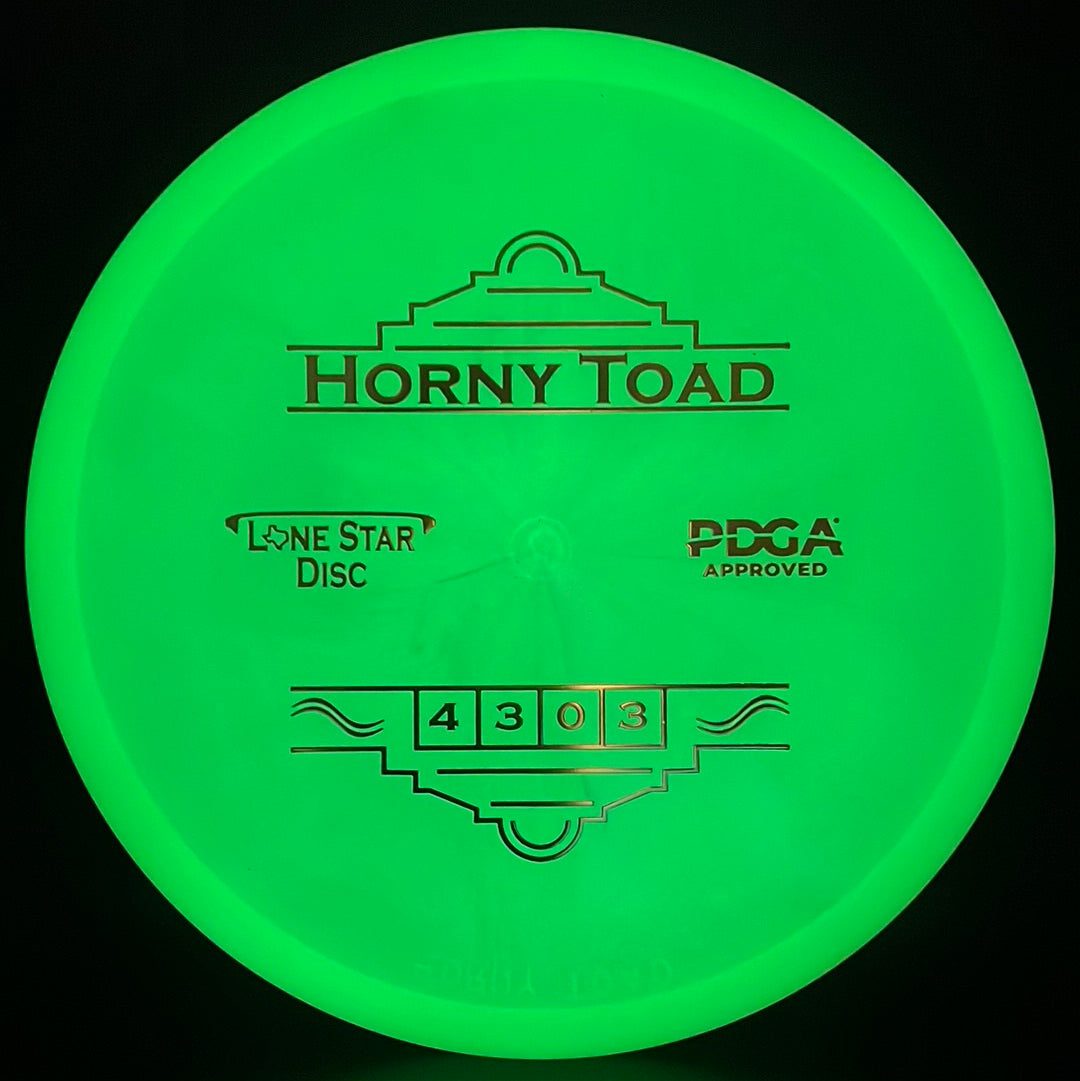 HORNY TOAD
LONE STAR
DISC
PDGA
APPROVED
4 3 0 3